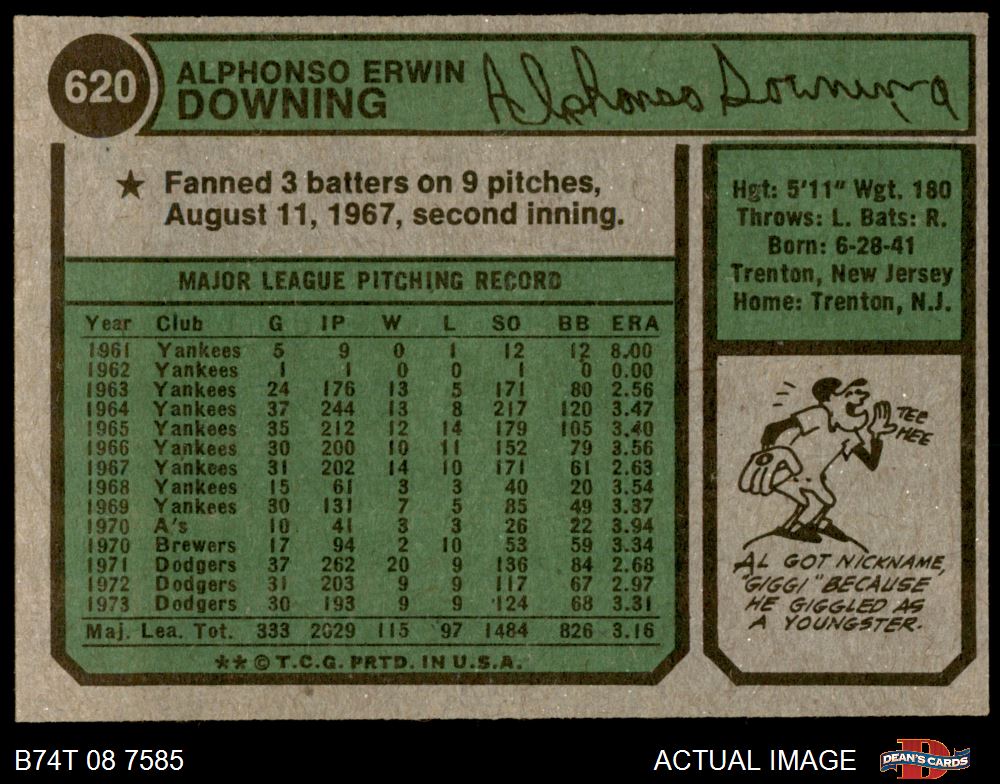 620
ALPHONSO ERWIN
DOWNING
Alphonso Downing
★ Fanned 3 batters on 9 pitches,
August 11, 1967, second inning.
MAJOR LEAGUE PITCHING RECORD
Year Club G IP W L SO BB ERA
1961 Yankees 5 9 0 1 12 12 8.00
1962 Yankees 1 1 0 0 1 0 0.00
1963 Yankees 24 176 13 5 171 80 2.56
1964 Yankees 37 244 13 8 217 120 3.47
1965 Yankees 35 212 12 14 179 105 3.40
1966 Yankees 30 200 10 11 152 79 3.56
1967 Yankees 31 202 14 10 171 61 2.63
1968 Yankees 15 61 3 3 40 20 3.54
1969 Yankees 30 131 7 5 85 49 3.37
1970 A's 10 41 3 3 26 22 3.94
1970 Brewers 17 94 2 10 53 59 3.34
1971 Dodgers 37 262 20 9 136 84 2.68
1972 Dodgers 31 203 9 9 117 67 2.97
1973 Dodgers 30 193 9 9 124 68 3.31
Maj. Lea. Tot. 333 2029 115 97 1484 826 3.16
★★ © T.C.G. PRTD. IN U.S.A.
Hgt: 5'11" Wgt. 180
Throws: L. Bats: R.
Born: 6-28-41
Trenton, New Jersey
Home: Trenton, N.J.
TEE
HEE
AL GOT NICKNAME,
"GIGGI" BECAUSE
HE GIGGLED AS
A YOUNGSTER.
B74T 08 7585
ACTUAL IMAGE
D
DEAN'S CARDS